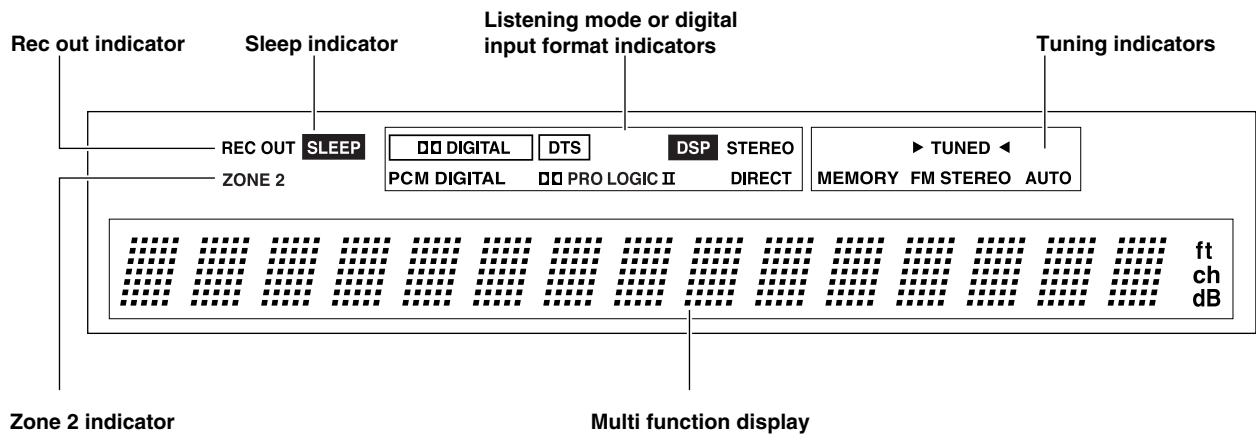 Listening mode or digital
input format indicators
Rec out indicator
Sleep indicator
Tuning indicators
REC OUT SLEEP DIGITAL DTS DSP STEREO ► TUNED ◄
ZONE 2 PCM DIGITAL PRO LOGIC II DIRECT MEMORY FM STEREO AUTO
ft
ch
dB
Zone 2 indicator
Multi function display